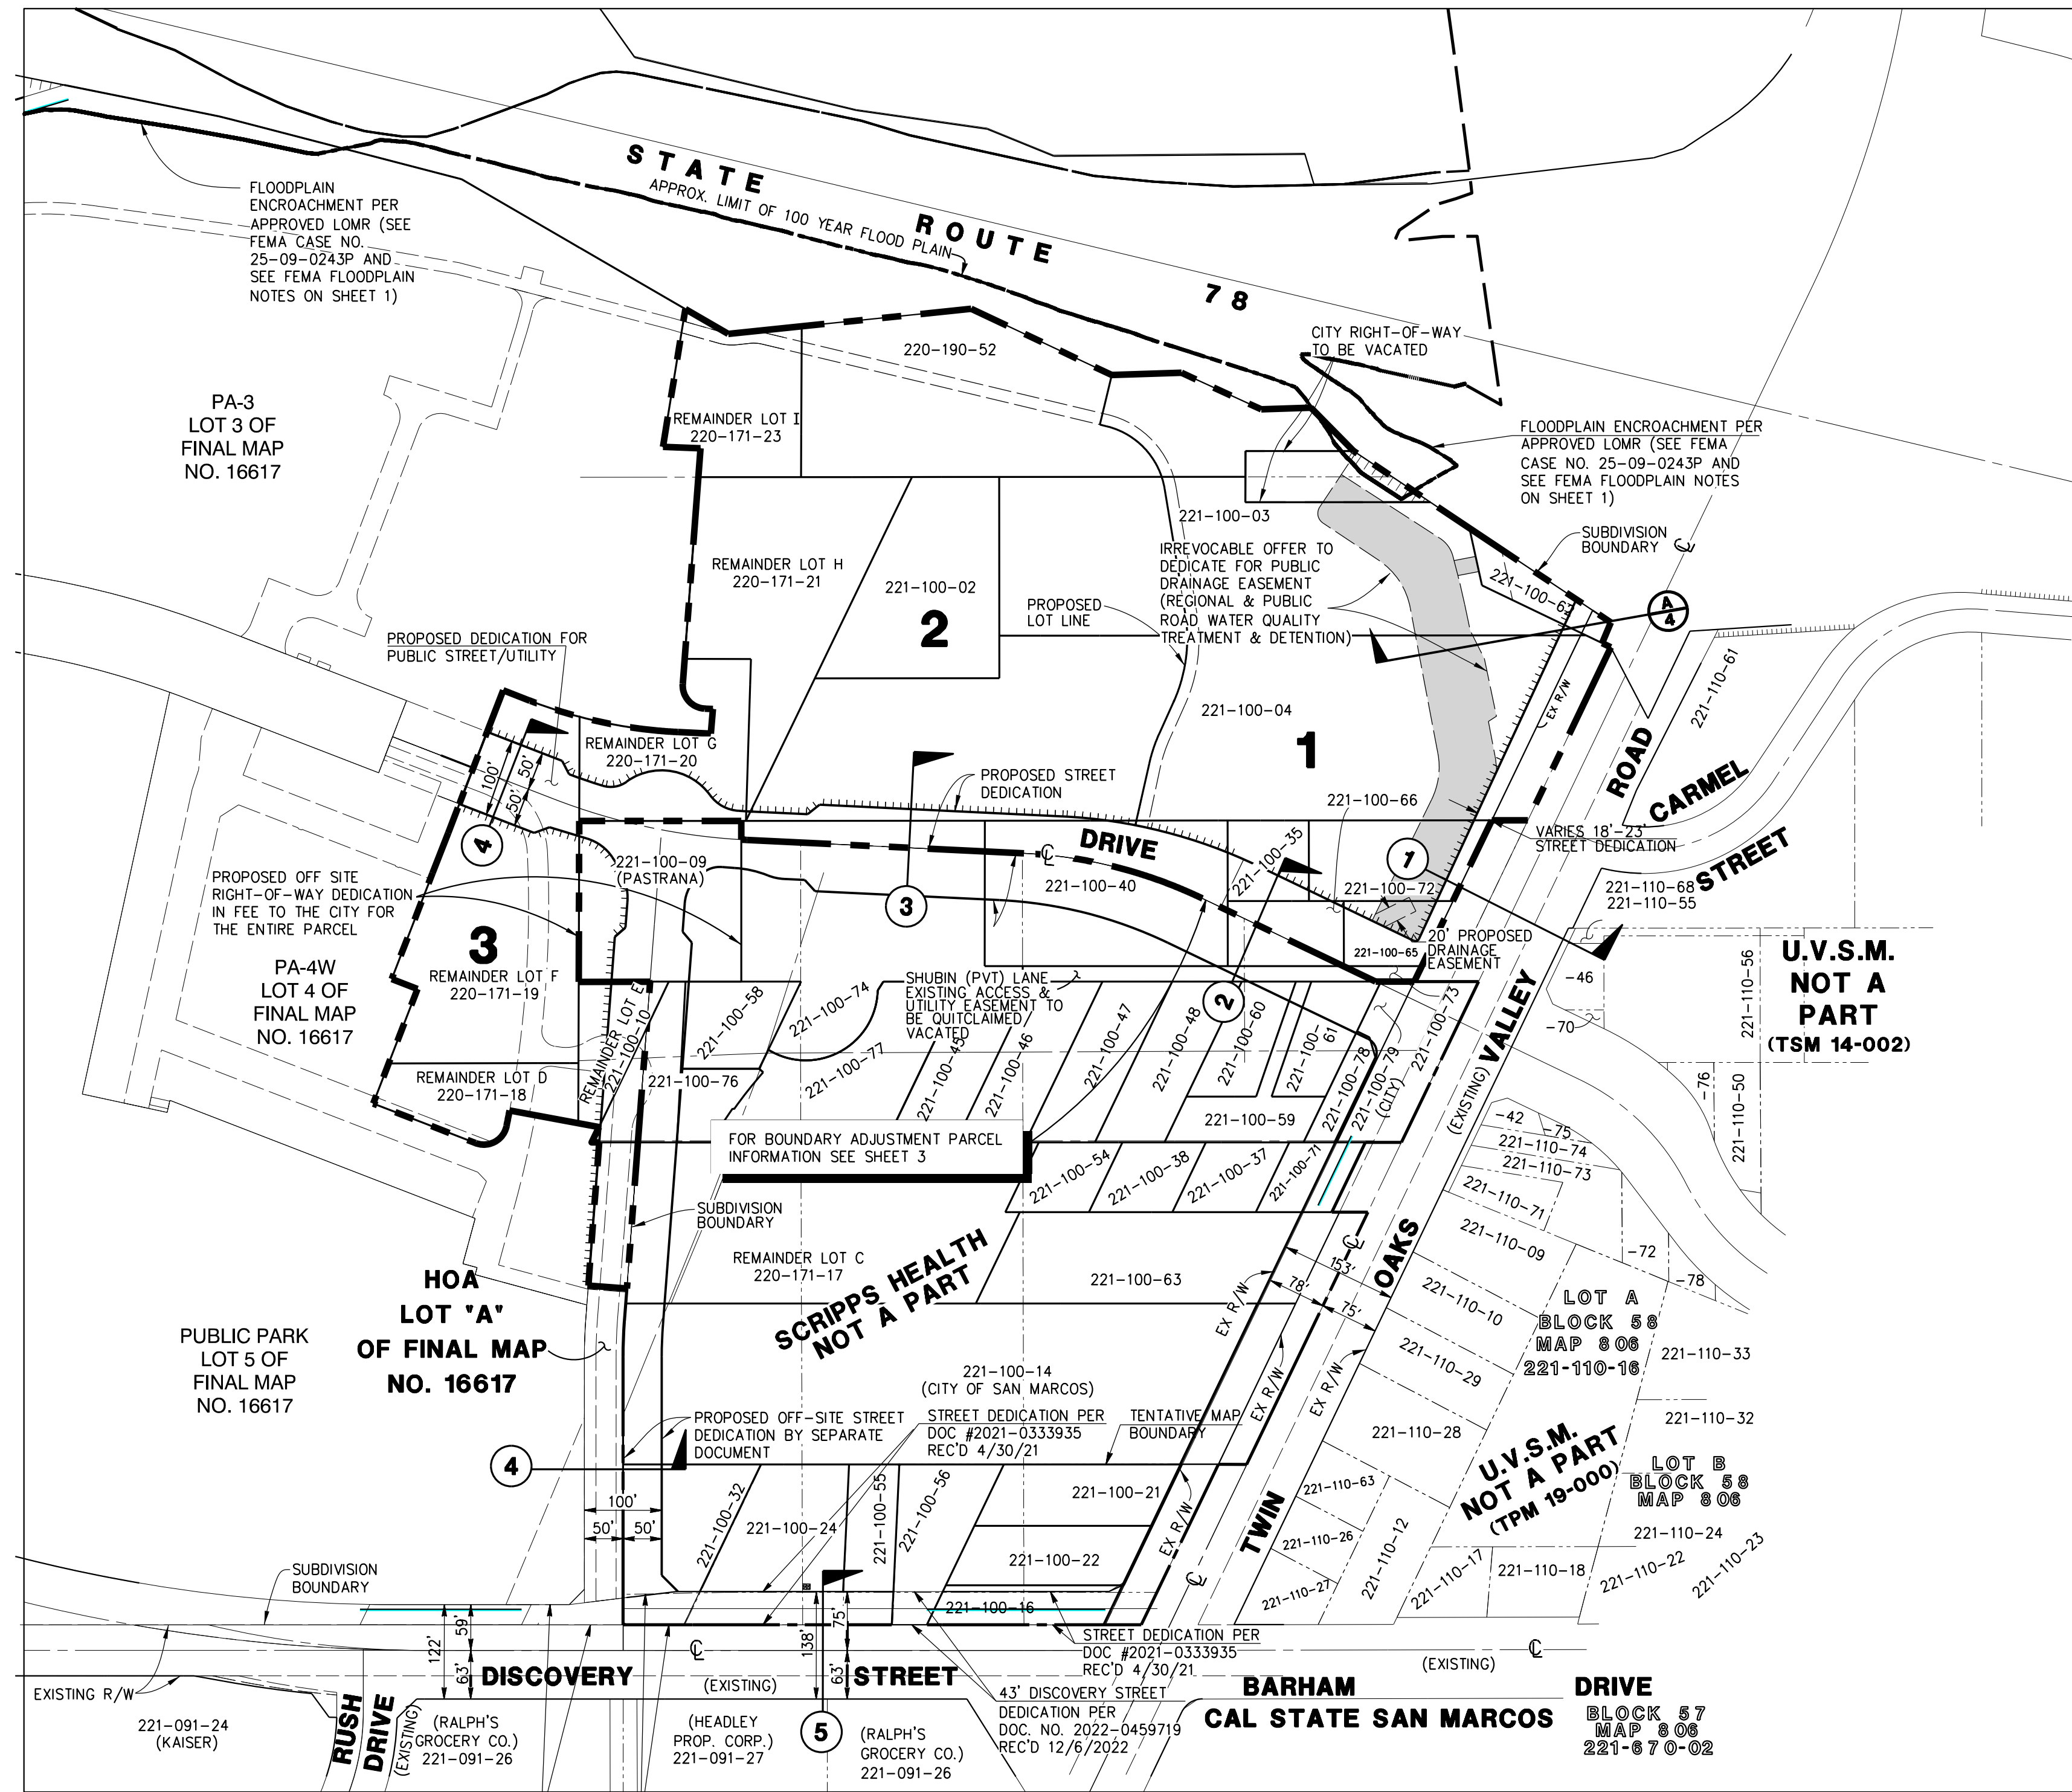 STATE ROUTE 78
APPROX. LIMIT OF 100 YEAR FLOOD PLAIN
FLOODPLAIN
ENCROACHMENT PER
APPROVED LOMR (SEE
FEMA CASE NO.
25-09-0243P AND
SEE FEMA FLOODPLAIN
NOTES ON SHEET 1)
CITY RIGHT-OF-WAY
TO BE VACATED
220-190-52
PA-3
LOT 3 OF
FINAL MAP
NO. 16617
REMAINDER LOT I
220-171-23
FLOODPLAIN ENCROACHMENT PER
APPROVED LOMR (SEE FEMA
CASE NO. 25-09-0243P AND
SEE FEMA FLOODPLAIN NOTES
ON SHEET 1)
221-100-03
SUBDIVISION
BOUNDARY
CL
IRREVOCABLE OFFER TO
DEDICATE FOR PUBLIC
DRAINAGE EASEMENT
(REGIONAL & PUBLIC
ROAD WATER QUALITY
TREATMENT & DETENTION)
REMAINDER LOT H
220-171-21
221-100-02
2
PROPOSED
LOT LINE
A
4
PROPOSED DEDICATION FOR
PUBLIC STREET/UTILITY
221-110-61
EX R/W
221-100-04
1
REMAINDER LOT G
220-171-20
100'
50'
50'
PROPOSED STREET
DEDICATION
ROAD
CARMEL
STREET
221-100-66
VARIES 18'-23'
STREET DEDICATION
4
DRIVE
CL
221-100-35
1
221-100-09
(PASTRANA)
221-100-40
221-100-72
221-110-68
221-110-55
PROPOSED OFF SITE
RIGHT-OF-WAY DEDICATION
IN FEE TO THE CITY FOR
THE ENTIRE PARCEL
3
3
221-100-65
20' PROPOSED
DRAINAGE
EASEMENT
U.V.S.M.
NOT A
PART
(TSM 14-002)
PA-4W
LOT 4 OF
FINAL MAP
NO. 16617
REMAINDER LOT F
220-171-19
SHUBIN (PVT) LANE
EXISTING ACCESS &
UTILITY EASEMENT TO
BE QUITCLAIMED/
VACATED
2
-46
-70
221-110-56
REMAINDER LOT E
221-100-10
221-100-58
221-100-74
221-100-77
221-100-45
221-100-46
221-100-47
221-100-48
221-100-60
221-100-61
221-100-78
221-100-79
(CITY)
221-100-73
(EXISTING) VALLEY
REMAINDER LOT D
220-171-18
221-100-76
221-100-59
-76
221-110-50
FOR BOUNDARY ADJUSTMENT PARCEL
INFORMATION SEE SHEET 3
221-100-54
221-100-38
221-100-37
221-100-71
-42
-75
221-110-74
221-110-73
221-110-71
221-110-09
-72
-78
SUBDIVISION
BOUNDARY
REMAINDER LOT C
220-171-17
SCRIPPS HEALTH
NOT A PART
221-100-63
CL
153'
78'
75'
OAKS
EX R/W
221-110-10
LOT A
BLOCK 58
MAP 806
221-110-16
HOA
LOT "A"
OF FINAL MAP
NO. 16617
PUBLIC PARK
LOT 5 OF
FINAL MAP
NO. 16617
221-100-14
(CITY OF SAN MARCOS)
EX R/W
EX R/W
221-110-29
221-110-33
PROPOSED OFF-SITE STREET
DEDICATION BY SEPARATE
DOCUMENT
STREET DEDICATION PER
DOC #2021-0333935
REC'D 4/30/21
TENTATIVE MAP
BOUNDARY
221-110-28
221-110-32
U.V.S.M.
NOT A PART
(TPM 19-000)
LOT B
BLOCK 58
MAP 806
4
100'
50'
50'
221-100-32
221-100-24
221-100-55
221-100-56
221-100-21
221-100-22
EX R/W
TWIN
221-110-63
221-110-26
221-110-27
221-110-12
221-110-17
221-110-18
221-110-24
221-110-22
221-110-23
SUBDIVISION
BOUNDARY
CL
221-100-16
122'
59'
63'
138'
75'
63'
STREET DEDICATION PER
DOC #2021-0333935
REC'D 4/30/21
CL
DISCOVERY
(EXISTING)
STREET
CL
(EXISTING)
EXISTING R/W
43' DISCOVERY STREET
DEDICATION PER
DOC. NO. 2022-0459719
REC'D 12/6/2022
BARHAM
DRIVE
CAL STATE SAN MARCOS
BLOCK 57
MAP 806
221-670-02
221-091-24
(KAISER)
RUSH
DRIVE
(EXISTING)
(RALPH'S
GROCERY CO.)
221-091-26
(HEADLEY
PROP. CORP.)
221-091-27
5
(RALPH'S
GROCERY CO.)
221-091-26